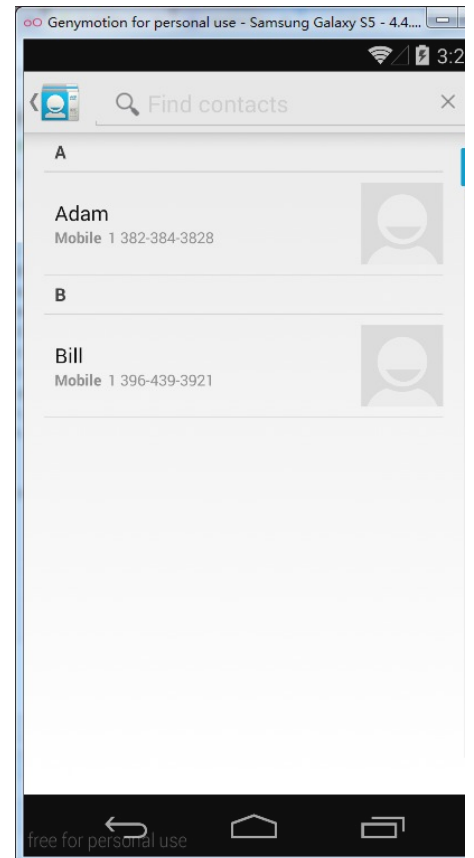 Genymotion for personal use - Samsung Galaxy S5 - 4.4....
3:2
Find contacts
A
Adam
Mobile 1 382-384-3828
B
Bill
Mobile 1 396-439-3921
free for personal use